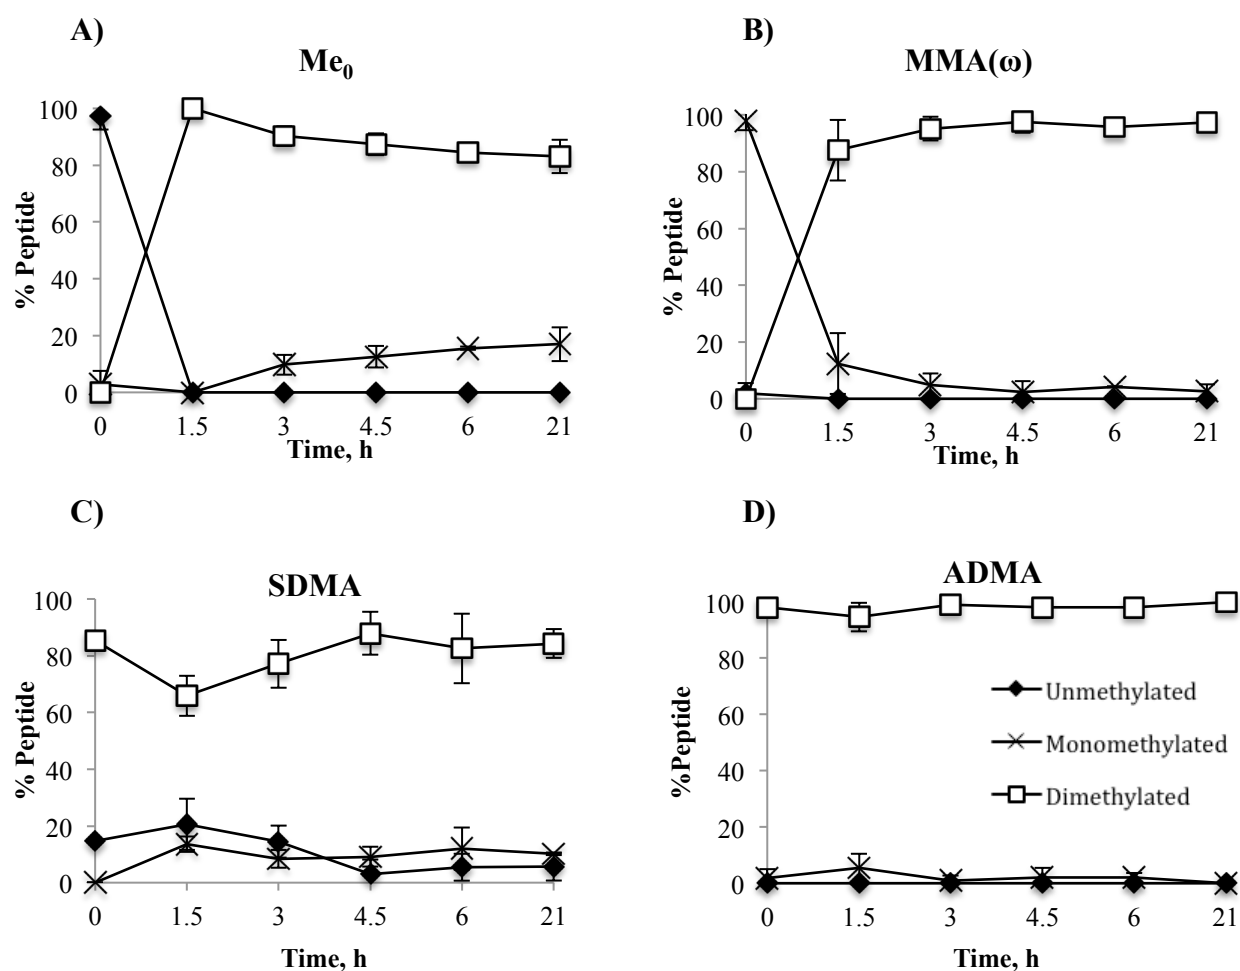 A)
Me₀
% Peptide
100
80
60
40
20
0
0 1.5 3 4.5 6 21
Time, h
B)
MMA(ω)
% Peptide
100
80
60
40
20
0
0 1.5 3 4.5 6 21
Time, h
C)
SDMA
% Peptide
100
80
60
40
20
0
0 1.5 3 4.5 6 21
Time, h
D)
ADMA
%Peptide
100
80
60
40
20
0
0 1.5 3 4.5 6 21
Time, h
Unmethylated
Monomethylated
Dimethylated